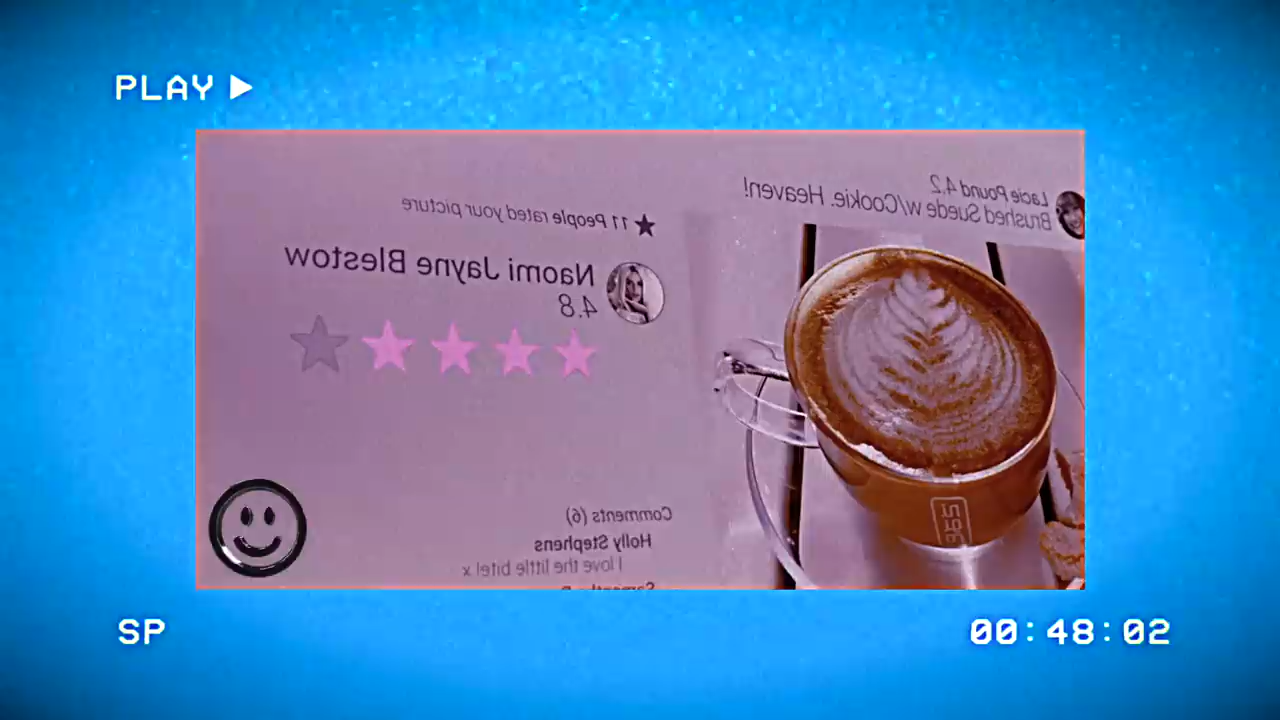 PLAY
Lacie Pound 4.2
Brushed Suede w/Cookie. Heaven!
11 People rated your picture
Naomi Jayne Blestow
4.8
Comments (6)
Holly Stephens
I love the little bite! x
SP
00:48:02